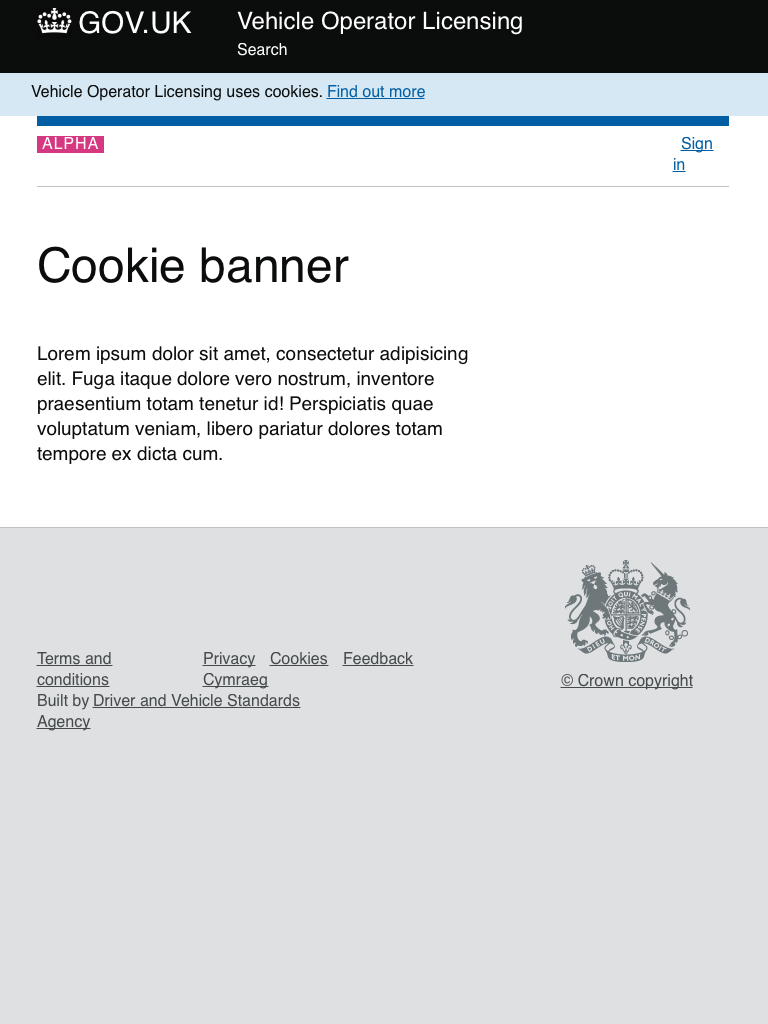 GOV.UK
Vehicle Operator Licensing
Search
Vehicle Operator Licensing uses cookies. Find out more
ALPHA
Sign
in
Cookie banner
Lorem ipsum dolor sit amet, consectetur adipisicing
elit. Fuga itaque dolore vero nostrum, inventore
praesentium totam tenetur id! Perspiciatis quae
voluptatum veniam, libero pariatur dolores totam
tempore ex dicta cum.
Terms and
conditions
Privacy Cookies Feedback
Cymraeg
Built by Driver and Vehicle Standards
Agency
DIEU ET MON DROIT
© Crown copyright